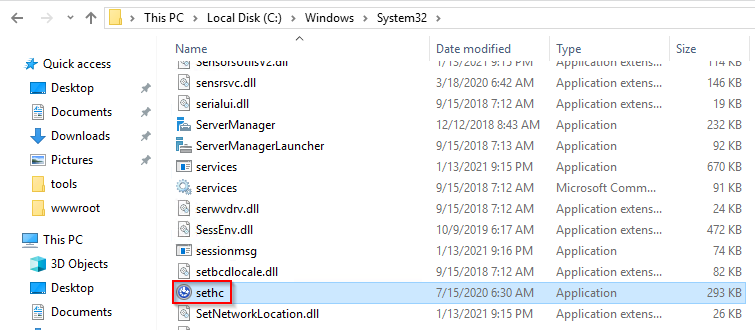 This PC > Local Disk (C:) > Windows > System32 >
Name Date modified Type Size
Quick access
Desktop
Documents
Downloads
Pictures
tools
wwwroot
This PC
3D Objects
Desktop
Documents
SensorsUtilsV2.dll 1/13/2021 9:15 PM Application extens... 114 KB
sensrsvc.dll 3/18/2020 6:42 AM Application extens... 146 KB
serialui.dll 9/15/2018 7:12 AM Application extens... 19 KB
ServerManager 12/12/2018 8:43 AM Application 232 KB
ServerManagerLauncher 9/15/2018 7:13 AM Application 92 KB
services 1/13/2021 9:15 PM Application 670 KB
services 9/15/2018 7:12 AM Microsoft Comm... 91 KB
serwvdrv.dll 9/15/2018 7:12 AM Application extens... 24 KB
SessEnv.dll 10/9/2019 6:17 AM Application extens... 472 KB
sessionmsg 1/13/2021 9:16 PM Application 74 KB
setbcdlocale.dll 9/15/2018 7:12 AM Application extens... 82 KB
sethc 7/15/2020 6:30 AM Application 293 KB
SetNetworkLocation.dll 1/13/2021 9:15 PM Application extens... 26 KB